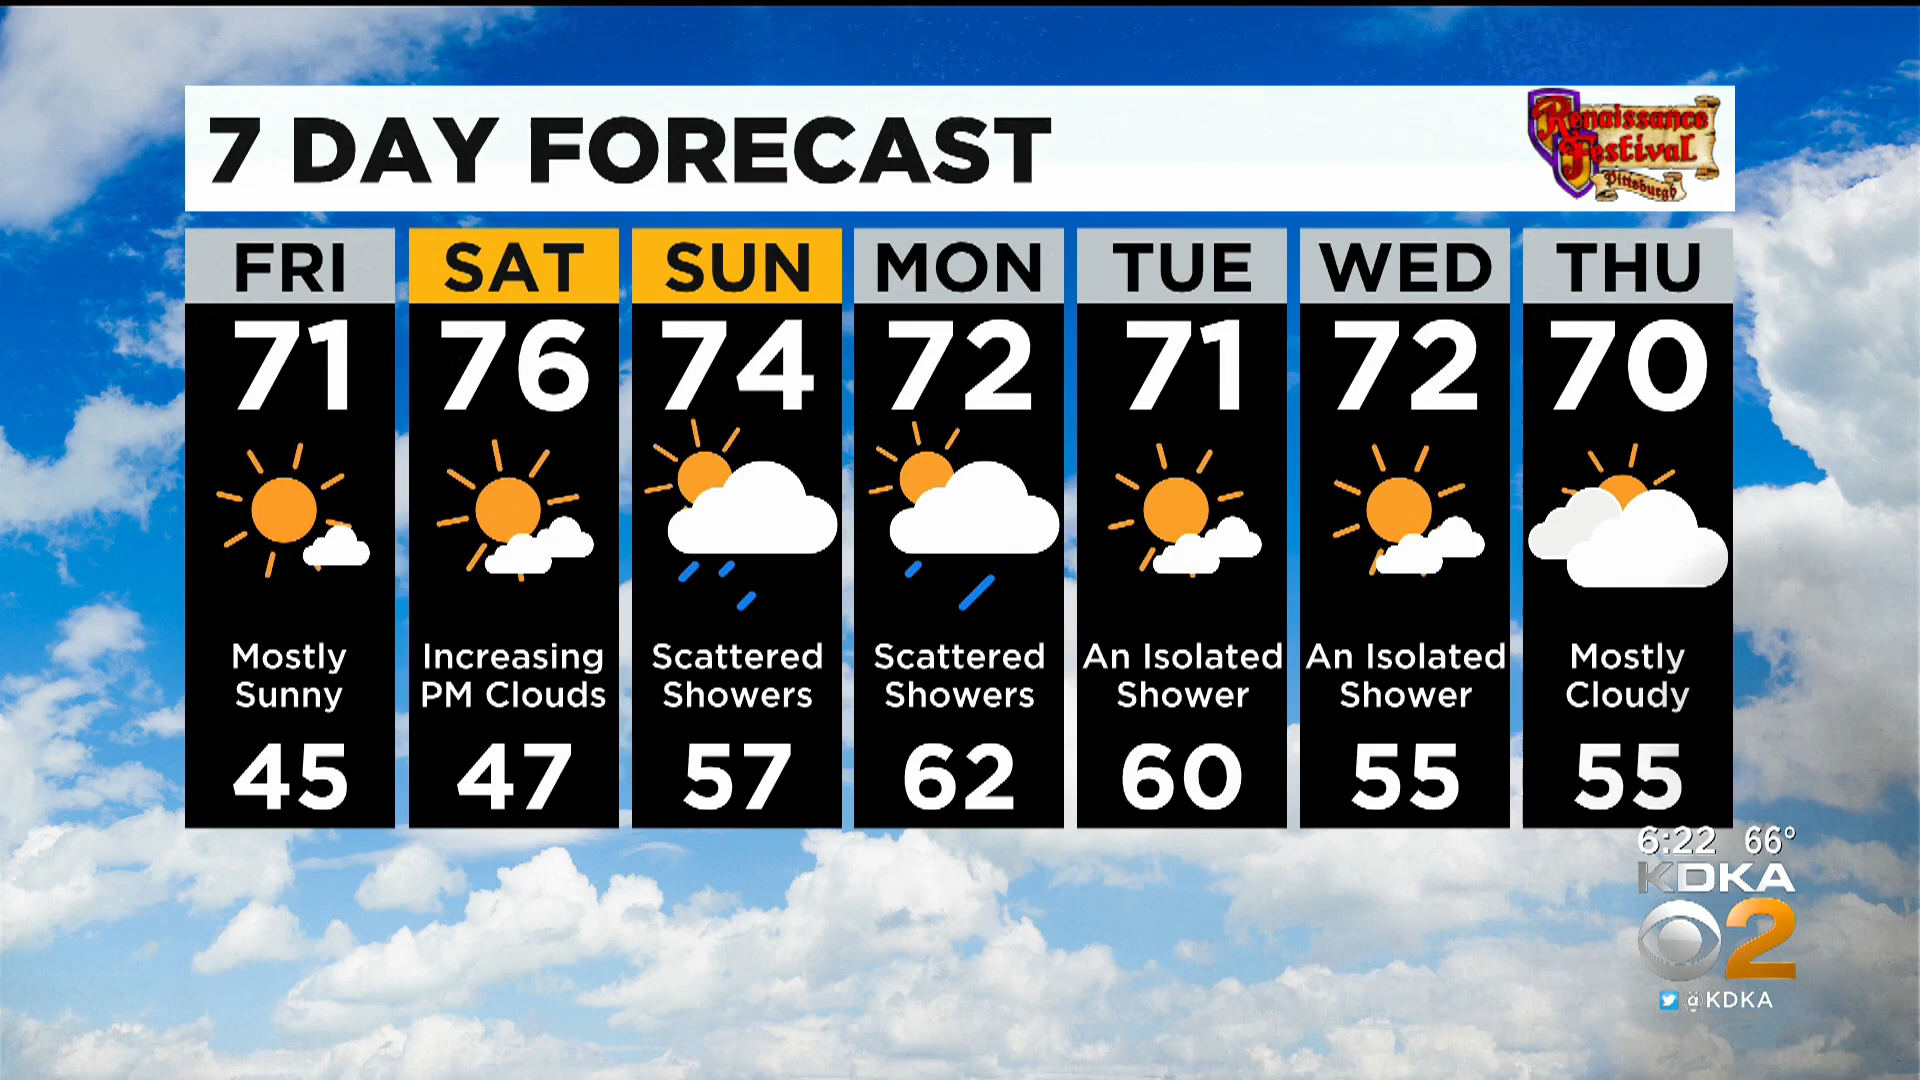 7 DAY FORECAST
Renaissance
Festival
Pittsburgh
FRI SAT SUN MON TUE WED THU
71 76 74 72 71 72 70
Mostly Increasing Scattered Scattered An Isolated An Isolated Mostly
Sunny PM Clouds Showers Showers Shower Shower Cloudy
45 47 57 62 60 55 55
6:22 66°
KDKA
2
@KDKA